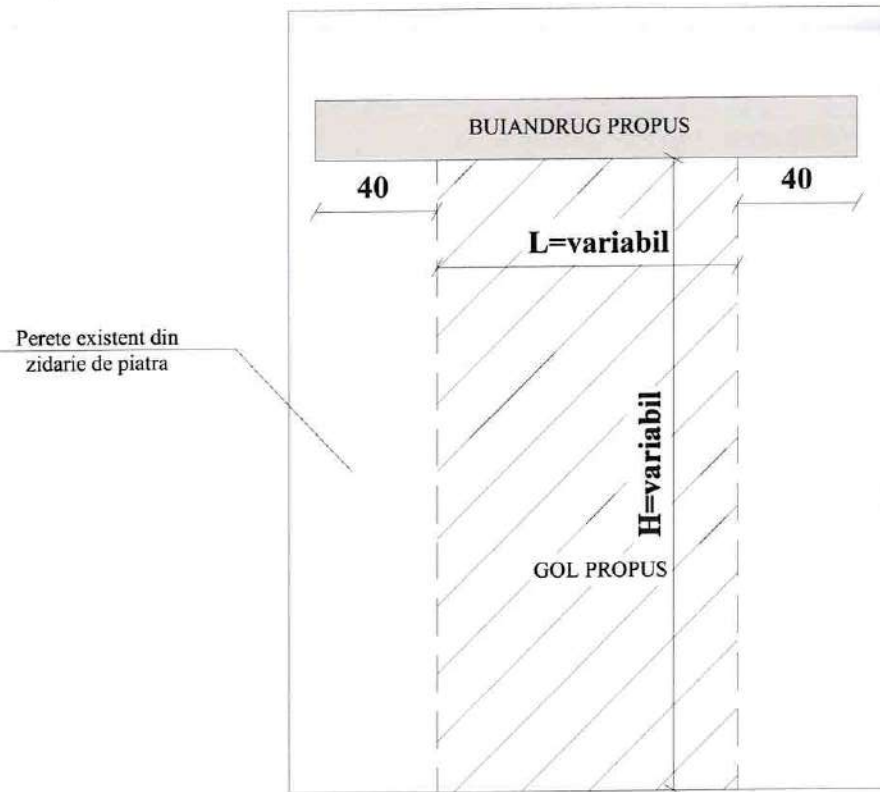 BUIANDRUG PROPUS
40
40
L=variabil
Perete existent din
zidarie de piatra
H=variabil
GOL PROPUS